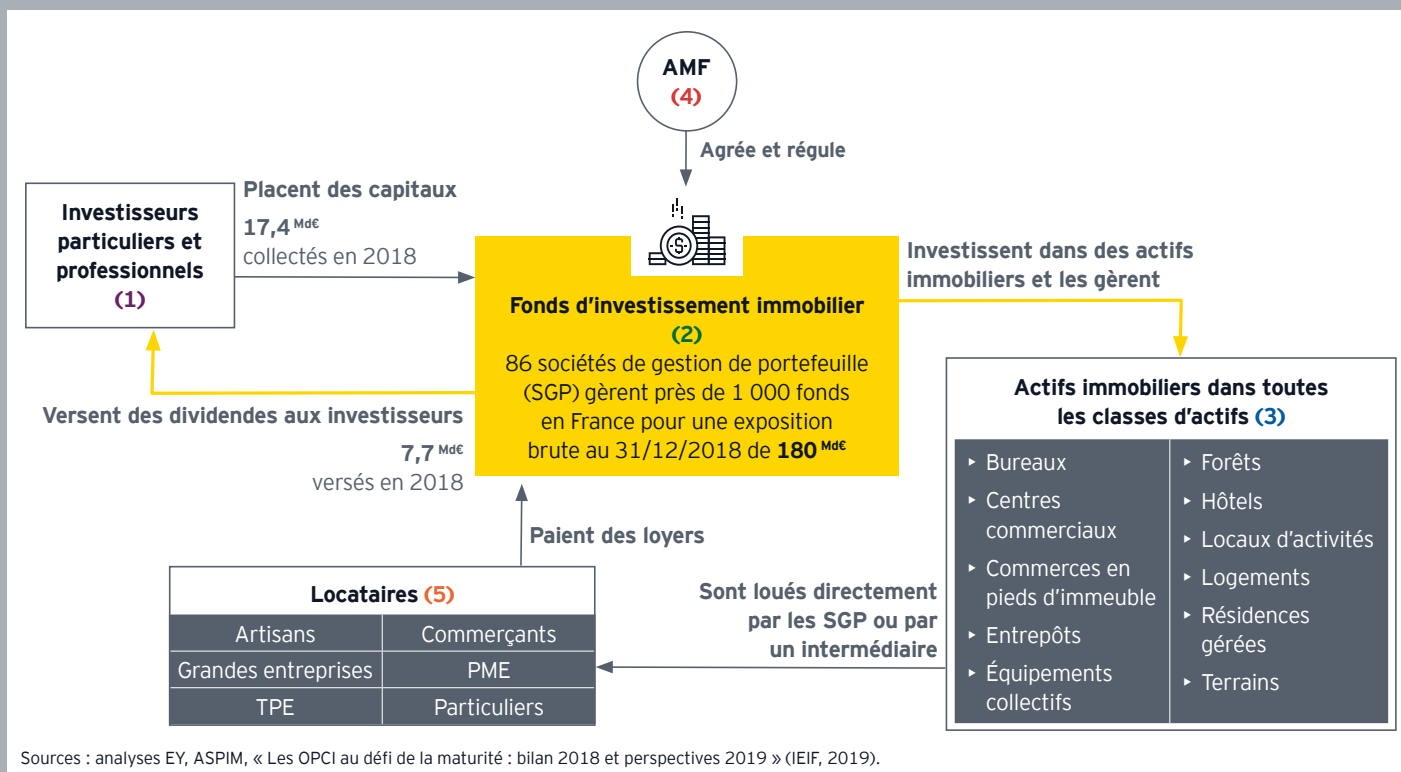 AMF
(4)
Agrée et régule
Investisseurs
particuliers et
professionnels
(1)
Placent des capitaux
17,4 Md€
collectés en 2018
Fonds d’investissement immobilier
(2)
86 sociétés de gestion de portefeuille
(SGP) gèrent près de 1 000 fonds
en France pour une exposition
brute au 31/12/2018 de 180 Md€
Investissent dans des actifs
immobiliers et les gèrent
Versent des dividendes aux investisseurs
7,7 Md€
versés en 2018
Actifs immobiliers dans toutes
les classes d’actifs (3)
▸ Bureaux
▸ Centres
commerciaux
▸ Commerces en
pieds d’immeuble
▸ Entrepôts
▸ Équipements
collectifs
▸ Forêts
▸ Hôtels
▸ Locaux d’activités
▸ Logements
▸ Résidences
gérées
▸ Terrains
Sont loués directement
par les SGP ou par
un intermédiaire
Paient des loyers
Locataires (5)
Artisans
Commerçants
Grandes entreprises
PME
TPE
Particuliers
Sources : analyses EY, ASPIM, « Les OPCI au défi de la maturité : bilan 2018 et perspectives 2019 » (IEIF, 2019).